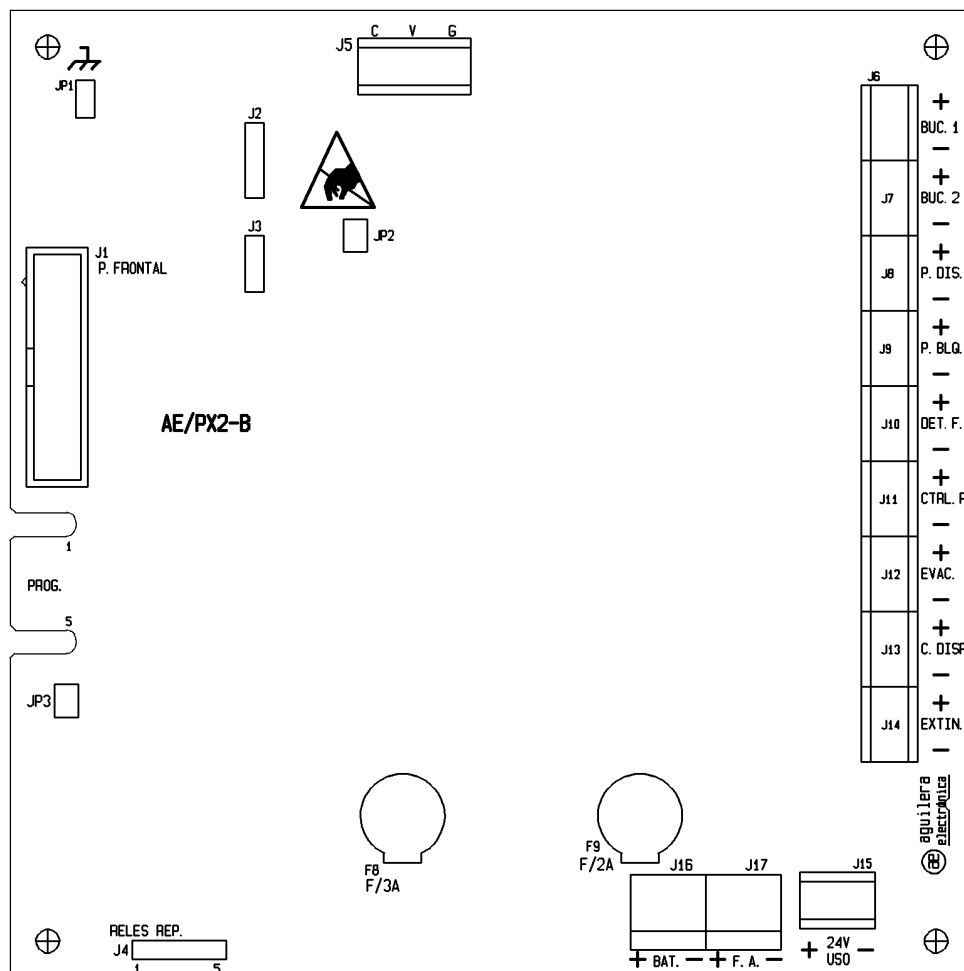 C V G
J5
J6
JP1
J2
+
BUC. 1
−
J7
+
BUC. 2
−
J3
JP2
J1
P. FRONTAL
J8
+
P. DIS.
−
J9
+
P. BLQ.
−
AE/PX2-B
J10
+
DET. F.
−
J11
+
CTRL. P
−
1
PROG.
5
J12
+
EVAC.
−
J13
+
C. DISP
−
JP3
J14
+
EXTIN.
−
aguilera
electrónica
ae
F8
F/3A
F9
F/2A
J16 J17 J15
RELES REP.
J4
1 5
+ BAT. − + F. A. − + 24V −
USO